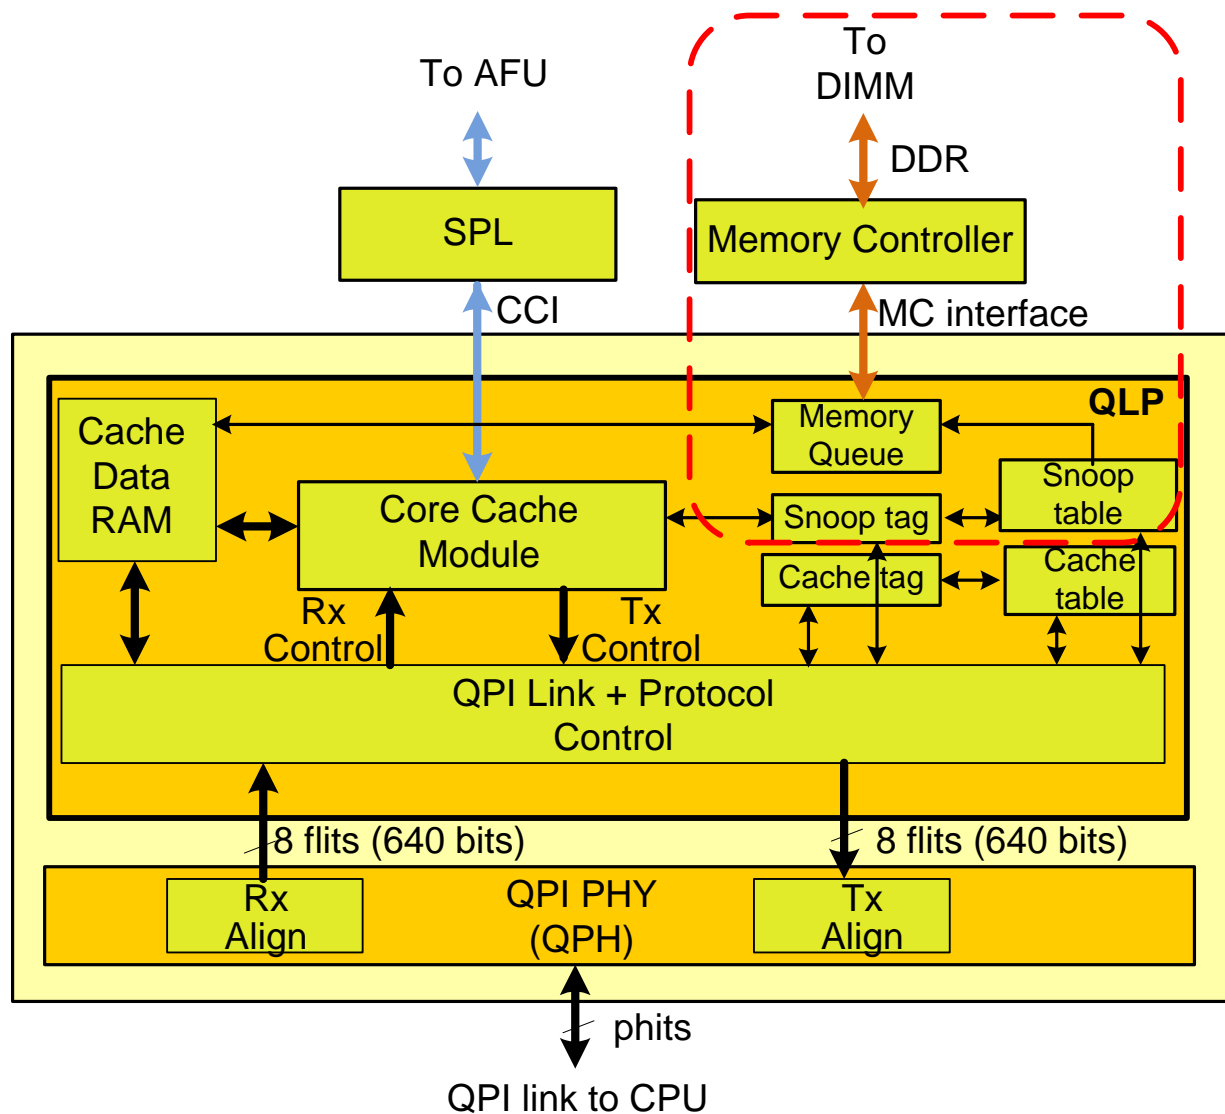 To
DIMM
To AFU
DDR
SPL
Memory Controller
CCI
MC interface
QLP
Cache
Data
RAM
Memory
Queue
Core Cache
Module
Snoop tag
Snoop
table
Cache tag
Cache
table
Rx
Control
Tx
Control
QPI Link + Protocol
Control
8 flits (640 bits)
8 flits (640 bits)
Rx
Align
QPI PHY
(QPH)
Tx
Align
phits
QPI link to CPU